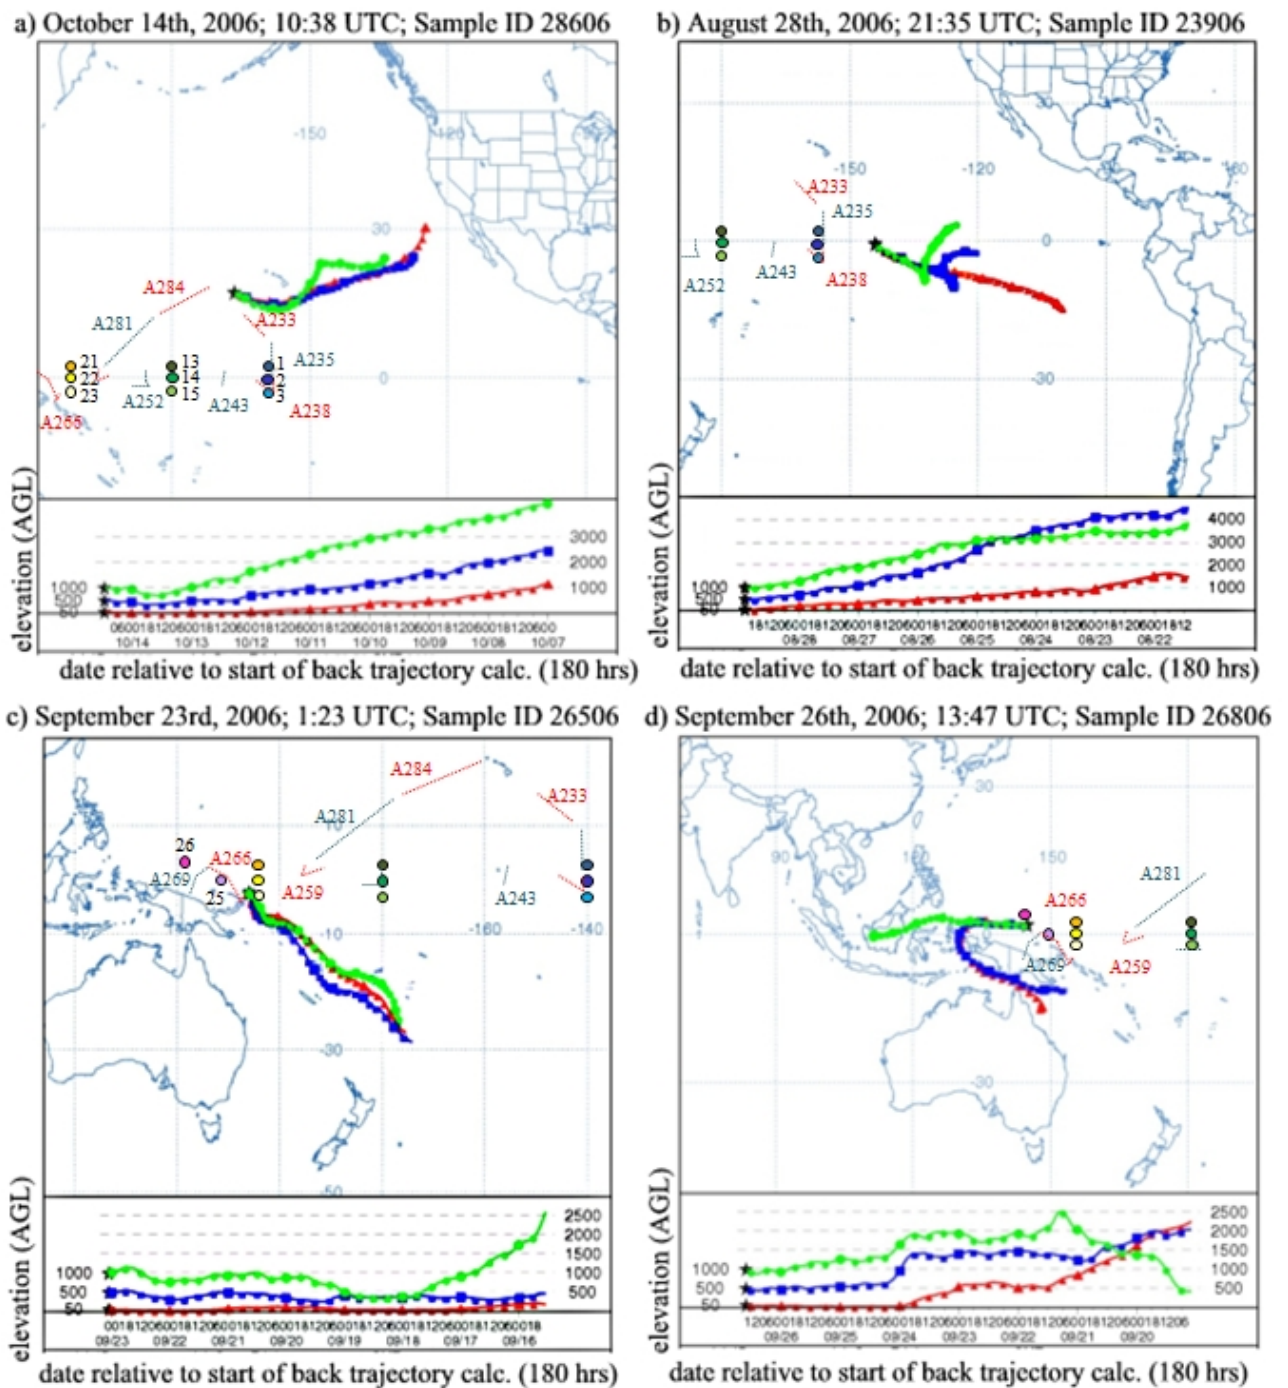 a) October 14th, 2006; 10:38 UTC; Sample ID 28606
-150
-120
30
A284
A233
A281
A235
21
22
23
13
14
15
1
2
3
0
A252
A243
A238
A266
elevation (AGL)
3000
2000
1000
1000
500
50
10/14 10/13 10/12 10/11 10/10 10/09 10/08 10/07
date relative to start of back trajectory calc. (180 hrs)
b) August 28th, 2006; 21:35 UTC; Sample ID 23906
30
-150
-120
A233
A235
0
A252
A243
A238
-30
elevation (AGL)
4000
3000
2000
1000
1000
500
50
08/28 08/27 08/26 08/25 08/24 08/23 08/22
date relative to start of back trajectory calc. (180 hrs)
c) September 23rd, 2006; 1:23 UTC; Sample ID 26506
A284
A233
A281
26
A266
A269
25
A259
A243
-10
-160
-140
-30
-50
elevation (AGL)
2500
2000
1500
1000
500
1000
500
50
09/23 09/22 09/21 09/20 09/19 09/18 09/17 09/16
date relative to start of back trajectory calc. (180 hrs)
d) September 26th, 2006; 13:47 UTC; Sample ID 26806
30
90
150
A281
A266
A269
A259
-30
elevation (AGL)
2500
2000
1500
1000
500
1000
500
50
09/26 09/25 09/24 09/23 09/22 09/21 09/20
date relative to start of back trajectory calc. (180 hrs)